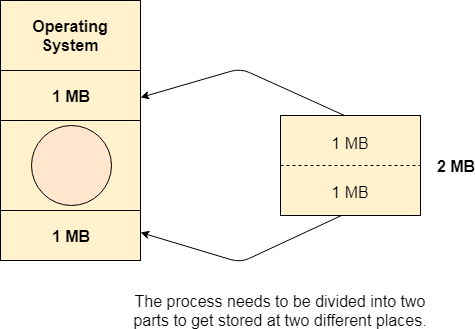 Operating
System
1 MB
1 MB
1 MB
1 MB
2 MB
The process needs to be divided into two
parts to get stored at two different places.